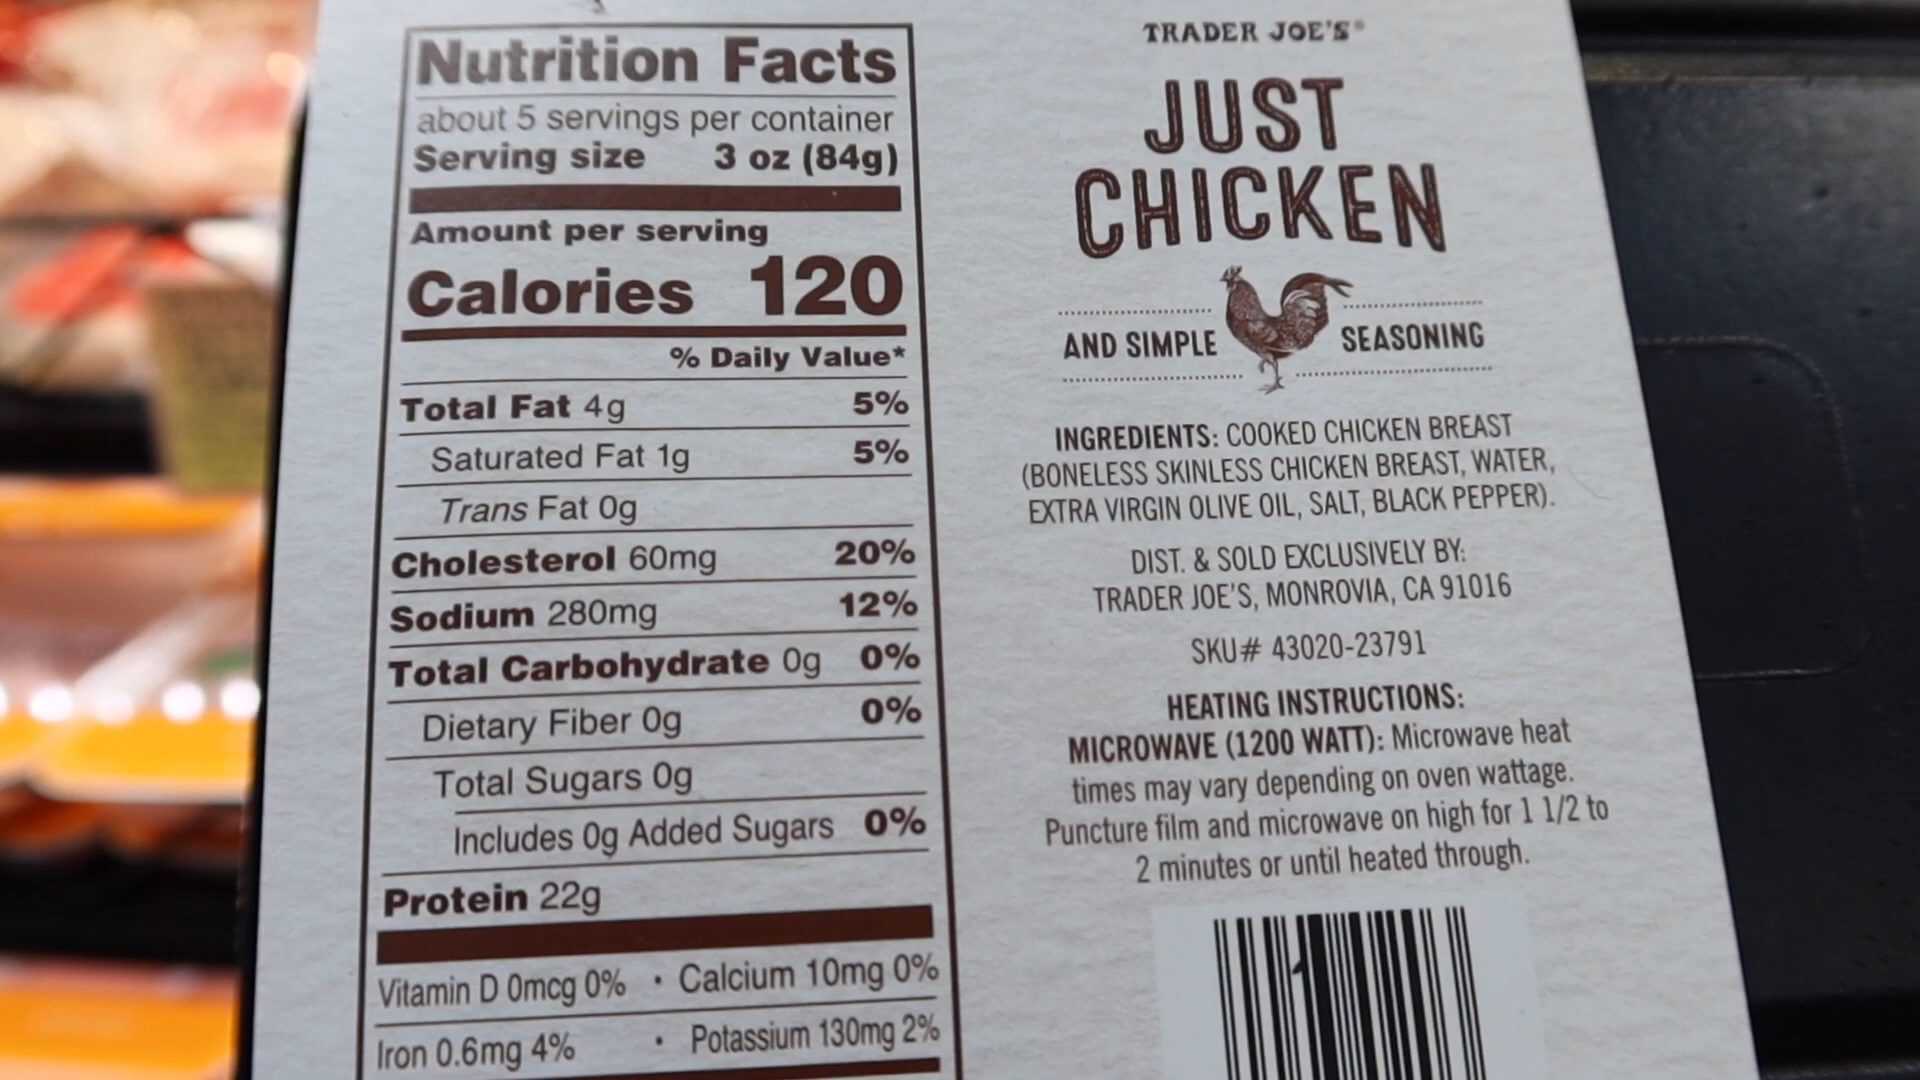 Nutrition Facts
about 5 servings per container
Serving size 3 oz (84g)
Amount per serving
Calories 120
% Daily Value*
Total Fat 4g 5%
Saturated Fat 1g 5%
Trans Fat 0g
Cholesterol 60mg 20%
Sodium 280mg 12%
Total Carbohydrate 0g 0%
Dietary Fiber 0g 0%
Total Sugars 0g
Includes 0g Added Sugars 0%
Protein 22g
Vitamin D 0mcg 0% • Calcium 10mg 0%
Iron 0.6mg 4% • Potassium 130mg 2%
TRADER JOE'S®
JUST
CHICKEN
AND SIMPLE SEASONING
INGREDIENTS: COOKED CHICKEN BREAST
(BONELESS SKINLESS CHICKEN BREAST, WATER,
EXTRA VIRGIN OLIVE OIL, SALT, BLACK PEPPER).
DIST. & SOLD EXCLUSIVELY BY:
TRADER JOE'S, MONROVIA, CA 91016
SKU# 43020-23791
HEATING INSTRUCTIONS:
MICROWAVE (1200 WATT): Microwave heat
times may vary depending on oven wattage.
Puncture film and microwave on high for 1 1/2 to
2 minutes or until heated through.